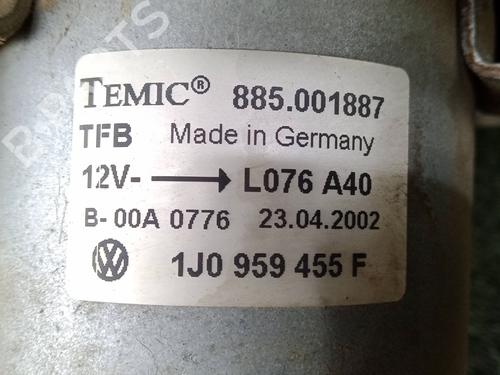 TEMIC® 885.001887
TFB Made in Germany
12V- → L076 A40
B- 00A 0776 23.04.2002
1J0 959 455 F